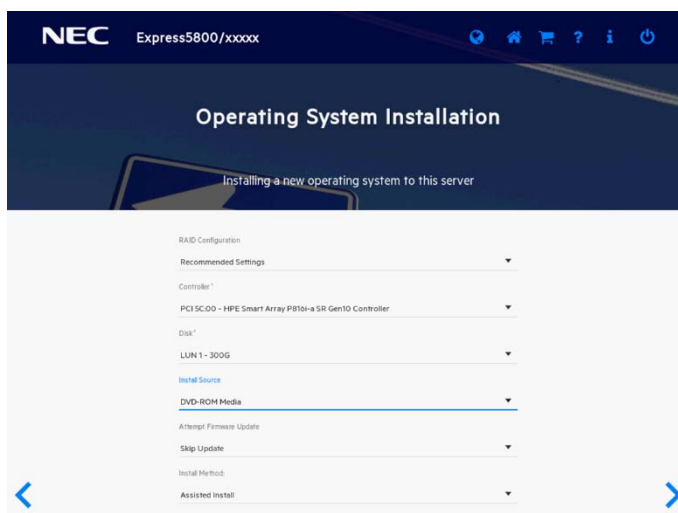 NEC Express5800/xxxxx ? i
Operating System Installation
Installing a new operating system to this server
RAID Configuration
Recommended Settings
Controller*
PCI 5C:00 - HPE Smart Array P816i-a SR Gen10 Controller
Disk*
LUN 1 - 300G
Install Source
DVD-ROM Media
Attempt Firmware Update
Skip Update
Install Method:
Assisted Install